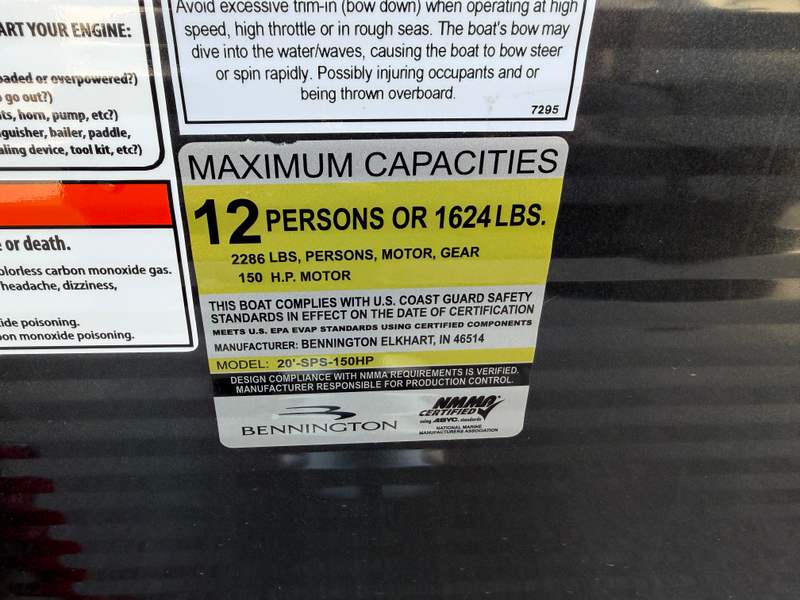 ART YOUR ENGINE:
oaded or overpowered?)
go out?)
ts, horn, pump, etc?)
nguisher, bailer, paddle,
aling device, tool kit, etc?)
or death.
olorless carbon monoxide gas.
headache, dizziness,
ide poisoning.
on monoxide poisoning.
Avoid excessive trim-in (bow down) when operating at high
speed, high throttle or in rough seas. The boat's bow may
dive into the water/waves, causing the boat to bow steer
or spin rapidly. Possibly injuring occupants and or
being thrown overboard.
7295
MAXIMUM CAPACITIES
12 PERSONS OR 1624 LBS.
2286 LBS, PERSONS, MOTOR, GEAR
150 H.P. MOTOR
THIS BOAT COMPLIES WITH U.S. COAST GUARD SAFETY
STANDARDS IN EFFECT ON THE DATE OF CERTIFICATION
MEETS U.S. EPA EVAP STANDARDS USING CERTIFIED COMPONENTS
MANUFACTURER: BENNINGTON ELKHART, IN 46514
MODEL: 20'-SPS-150HP
DESIGN COMPLIANCE WITH NMMA REQUIREMENTS IS VERIFIED.
MANUFACTURER RESPONSIBLE FOR PRODUCTION CONTROL.
BENNINGTON
NMMA
CERTIFIED
using ABYC. standards
NATIONAL MARINE
MANUFACTURERS ASSOCIATION